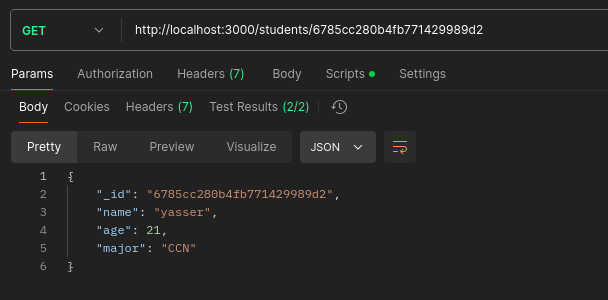 GET http://localhost:3000/students/6785cc280b4fb771429989d2
Params Authorization Headers (7) Body Scripts Settings
Body Cookies Headers (7) Test Results (2/2)
Pretty Raw Preview Visualize JSON
1 {
2 "_id": "6785cc280b4fb771429989d2",
3 "name": "yasser",
4 "age": 21,
5 "major": "CCN"
6 }